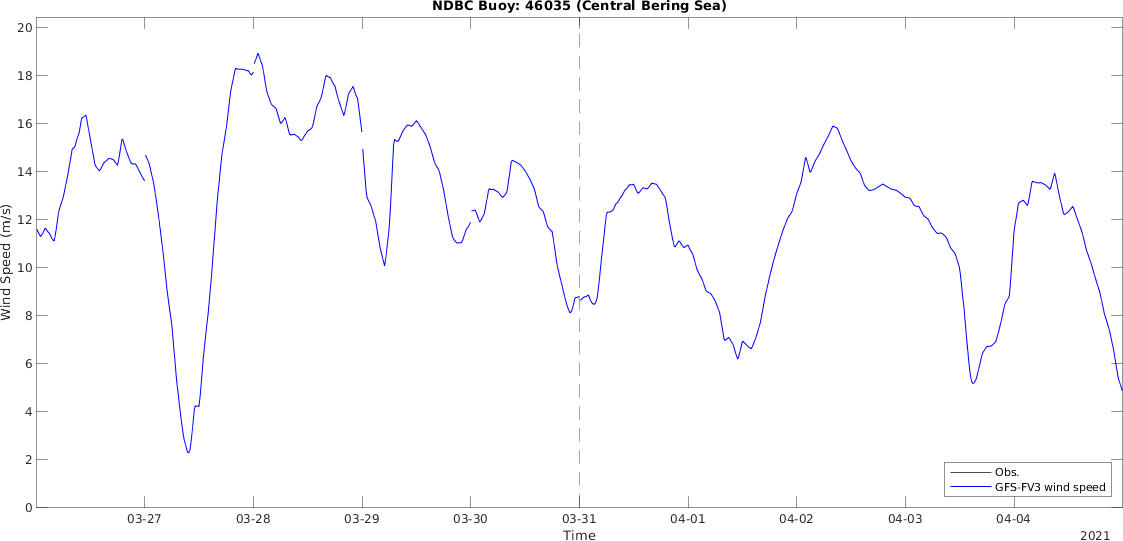 NDBC Buoy: 46035 (Central Bering Sea)
20
18
16
14
12
10
8
6
4
2
0
Wind Speed (m/s)
Obs.
GFS-FV3 wind speed
03-27 03-28 03-29 03-30 03-31 04-01 04-02 04-03 04-04
Time
2021